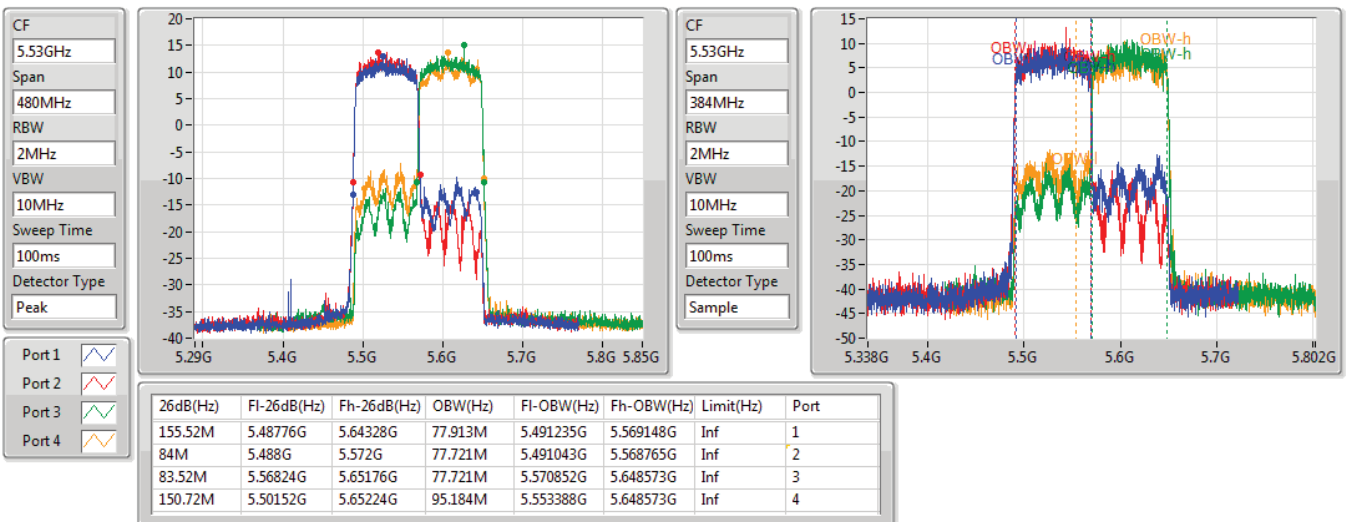 CF
5.53GHz
Span
480MHz
RBW
2MHz
VBW
10MHz
Sweep Time
100ms
Detector Type
Peak
20
15
10
5
0
-5
-10
-15
-20
-25
-30
-35
-40
5.29G 5.4G 5.5G 5.6G 5.7G 5.8G 5.85G
CF
5.53GHz
Span
384MHz
RBW
2MHz
VBW
10MHz
Sweep Time
100ms
Detector Type
Sample
15
10
5
0
-5
-10
-15
-20
-25
-30
-35
-40
-45
-50
OBW-h
OBW-h
OBW
OBW
OBW-l
5.338G 5.4G 5.5G 5.6G 5.7G 5.802G
Port 1
Port 2
Port 3
Port 4
26dB(Hz) Fl-26dB(Hz) Fh-26dB(Hz) OBW(Hz) Fl-OBW(Hz) Fh-OBW(Hz) Limit(Hz) Port
155.52M 5.48776G 5.64328G 77.913M 5.491235G 5.569148G Inf 1
84M 5.488G 5.572G 77.721M 5.491043G 5.568765G Inf 2
83.52M 5.56824G 5.65176G 77.721M 5.570852G 5.648573G Inf 3
150.72M 5.50152G 5.65224G 95.184M 5.553388G 5.648573G Inf 4